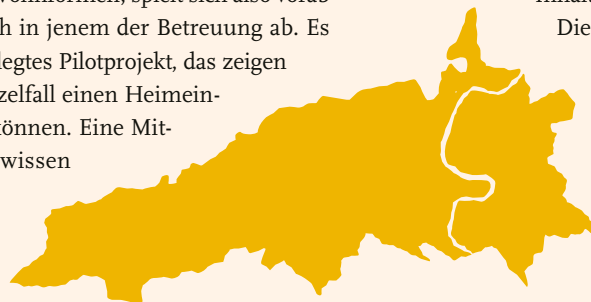 h in jenem der Betreuung ab. Es
legtes Pilotprojekt, das zeigen
zelfall einen Heimein-
önnen. Eine Mit-
wissen
Die